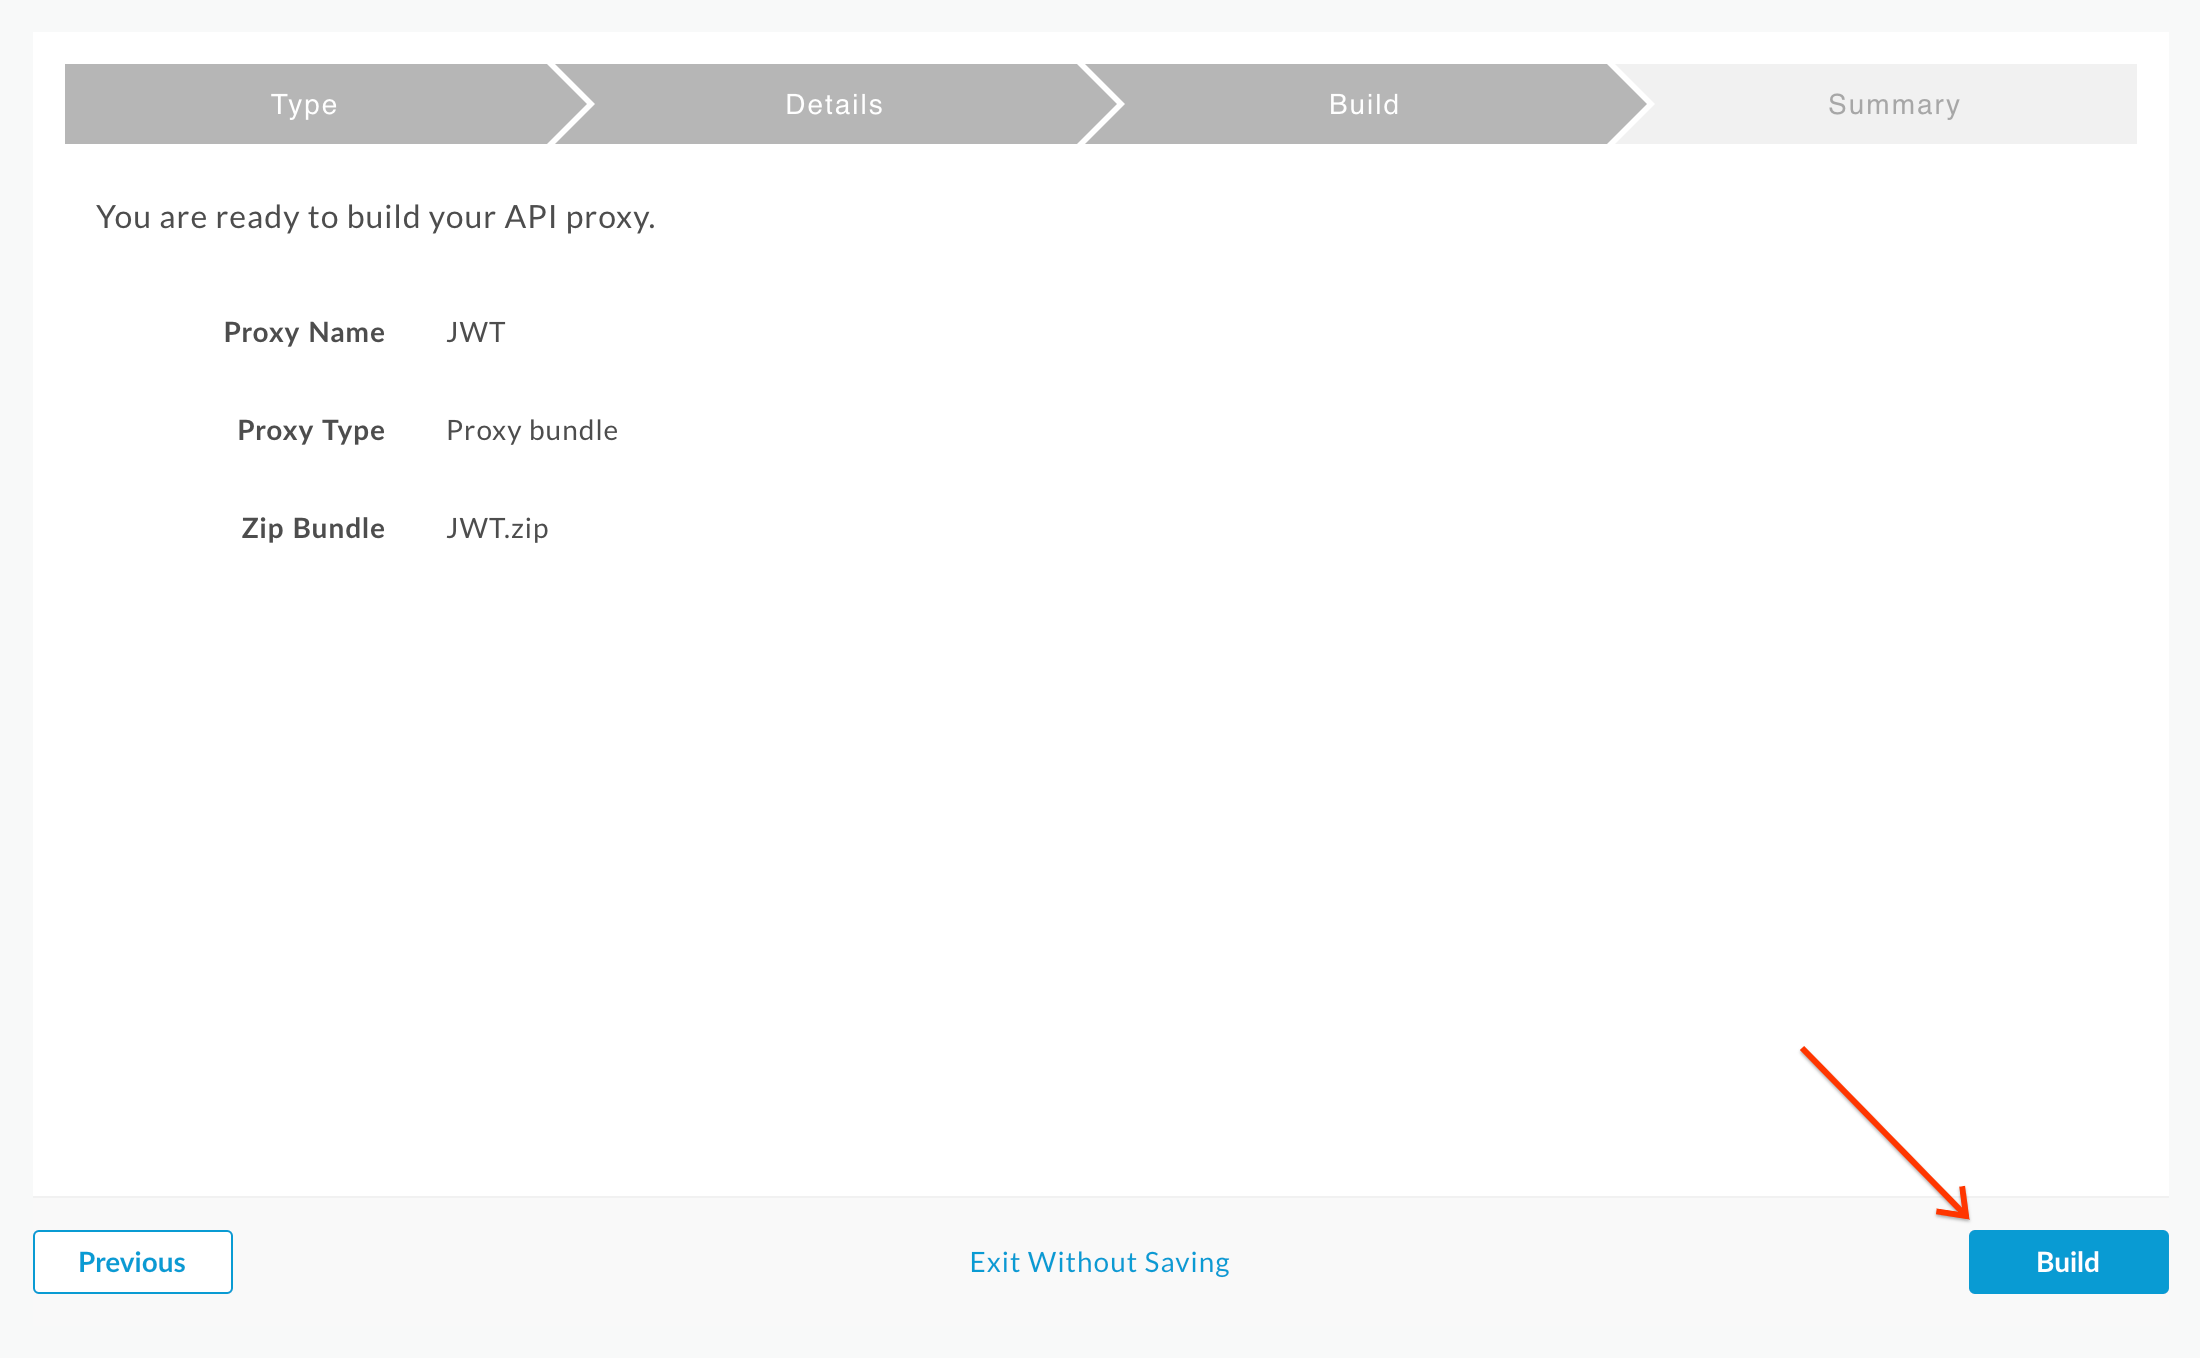 Type
Details
Build
Summary
You are ready to build your API proxy.
Proxy Name JWT
Proxy Type Proxy bundle
Zip Bundle JWT.zip
Previous
Exit Without Saving
Build